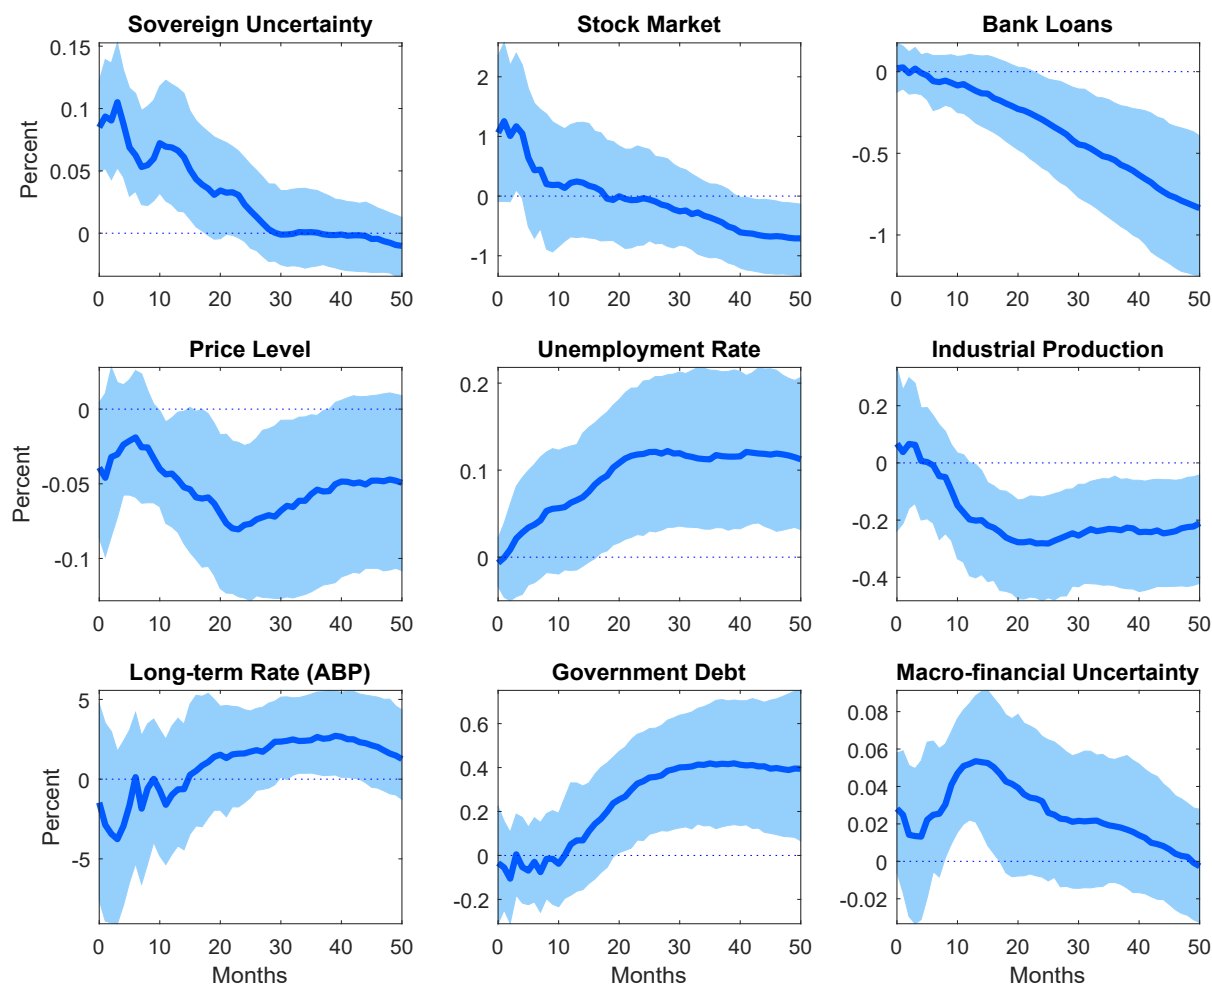 Sovereign Uncertainty
Stock Market
Bank Loans
Percent
0.15
0.1
0.05
0
0 10 20 30 40 50
2
1
0
-1
0 10 20 30 40 50
0
-0.5
-1
0 10 20 30 40 50
Price Level
Unemployment Rate
Industrial Production
Percent
0
-0.05
-0.1
0 10 20 30 40 50
0.2
0.1
0
0 10 20 30 40 50
0.2
0
-0.2
-0.4
0 10 20 30 40 50
Long-term Rate (ABP)
Government Debt
Macro-financial Uncertainty
Percent
5
0
-5
0 10 20 30 40 50
Months
0.6
0.4
0.2
0
-0.2
0 10 20 30 40 50
Months
0.08
0.06
0.04
0.02
0
-0.02
0 10 20 30 40 50
Months